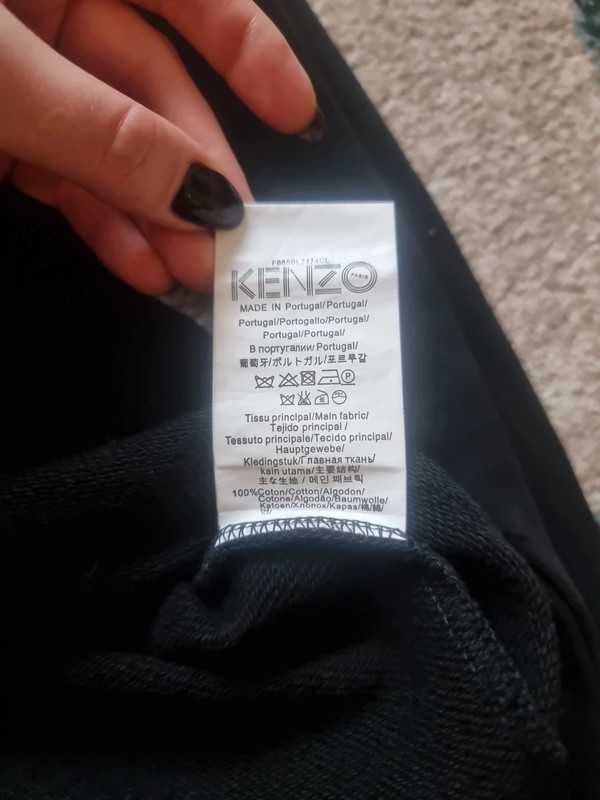 KENZO
PARIS
MADE IN Portugal/Portugal/
Portugal/Portogallo/Portugal/
Portugal/Portugal/
В португалии/Portugal/
葡萄牙/ポルトガル/포르투갈
Tissu principal/Main fabric/
Tejido principal /
Tessuto principale/Tecido principal/
Hauptgewebe/
Kledingstuk/Главная ткань/
kain utama/主要结构/
主な生地 / 메인 패브릭
100%Coton/Cotton/Algodon/
Cotone/Algodão/Baumwolle/
Katoen/Хлопок/Kapas/棉/綿/